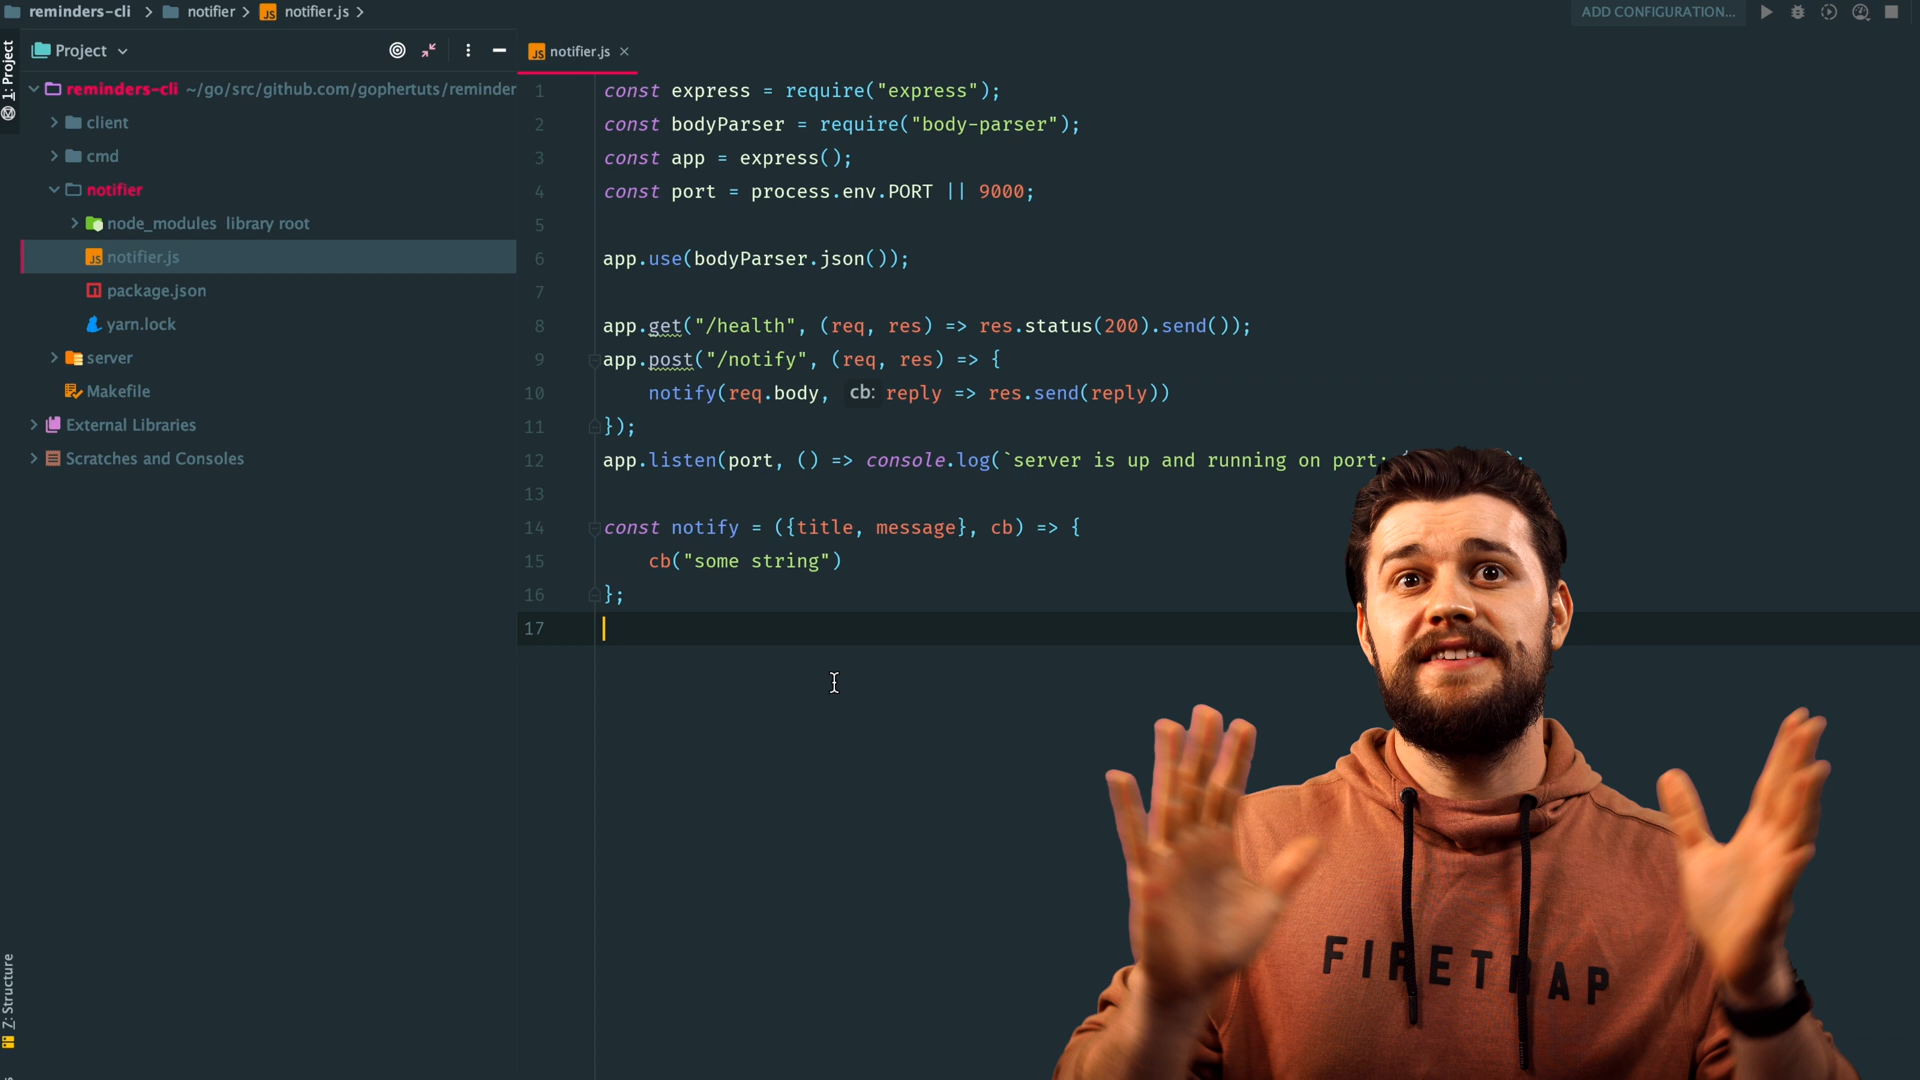 reminders-cli > notifier > notifier.js >
ADD CONFIGURATION...
1: Project
Project
reminders-cli ~/go/src/github.com/gophertuts/reminder
client
cmd
notifier
node_modules library root
notifier.js
package.json
yarn.lock
server
Makefile
External Libraries
Scratches and Consoles
Z: Structure
notifier.js ×
1 const express = require("express");
2 const bodyParser = require("body-parser");
3 const app = express();
4 const port = process.env.PORT || 9000;
5
6 app.use(bodyParser.json());
7
8 app.get("/health", (req, res) => res.status(200).send());
9 app.post("/notify", (req, res) => {
10 notify(req.body, cb: reply => res.send(reply))
11 });
12 app.listen(port, () => console.log(`server is up and running on port:
13
14 const notify = ({title, message}, cb) => {
15 cb("some string")
16 };
17
FIRETRAP